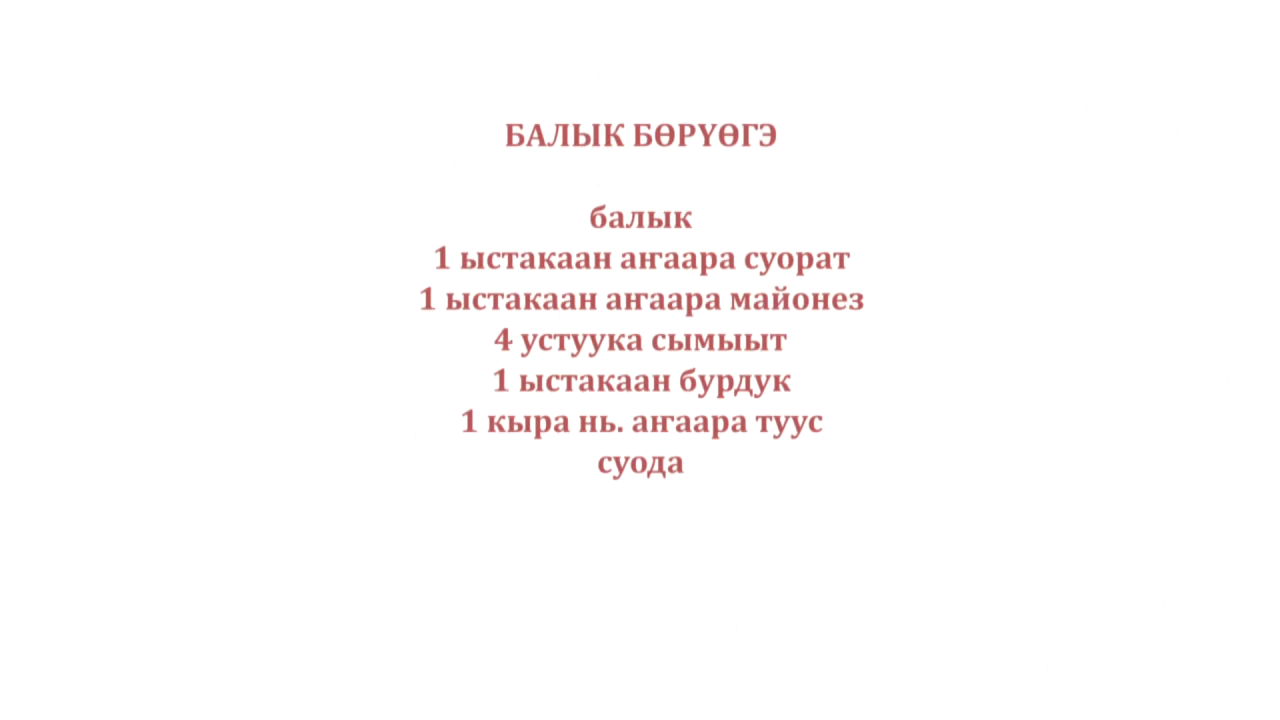 БАЛЫК БӨРҮӨГЭ
балык
1 ыстакаан аҥаара суорат
1 ыстакаан аҥаара майонез
4 устуука сымыыт
1 ыстакаан бурдук
1 кыра нь. аҥаара туус
суода